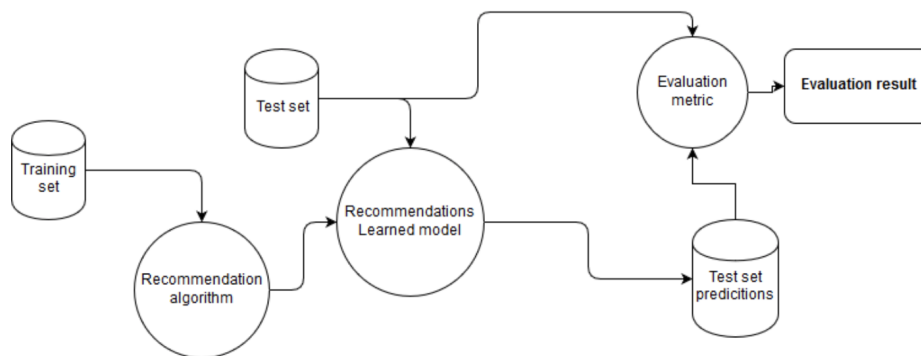 Test set
Evaluation
metric
Evaluation result
Training
set
Recommendations
Learned model
Recommendation
algorithm
Test set
predicitions